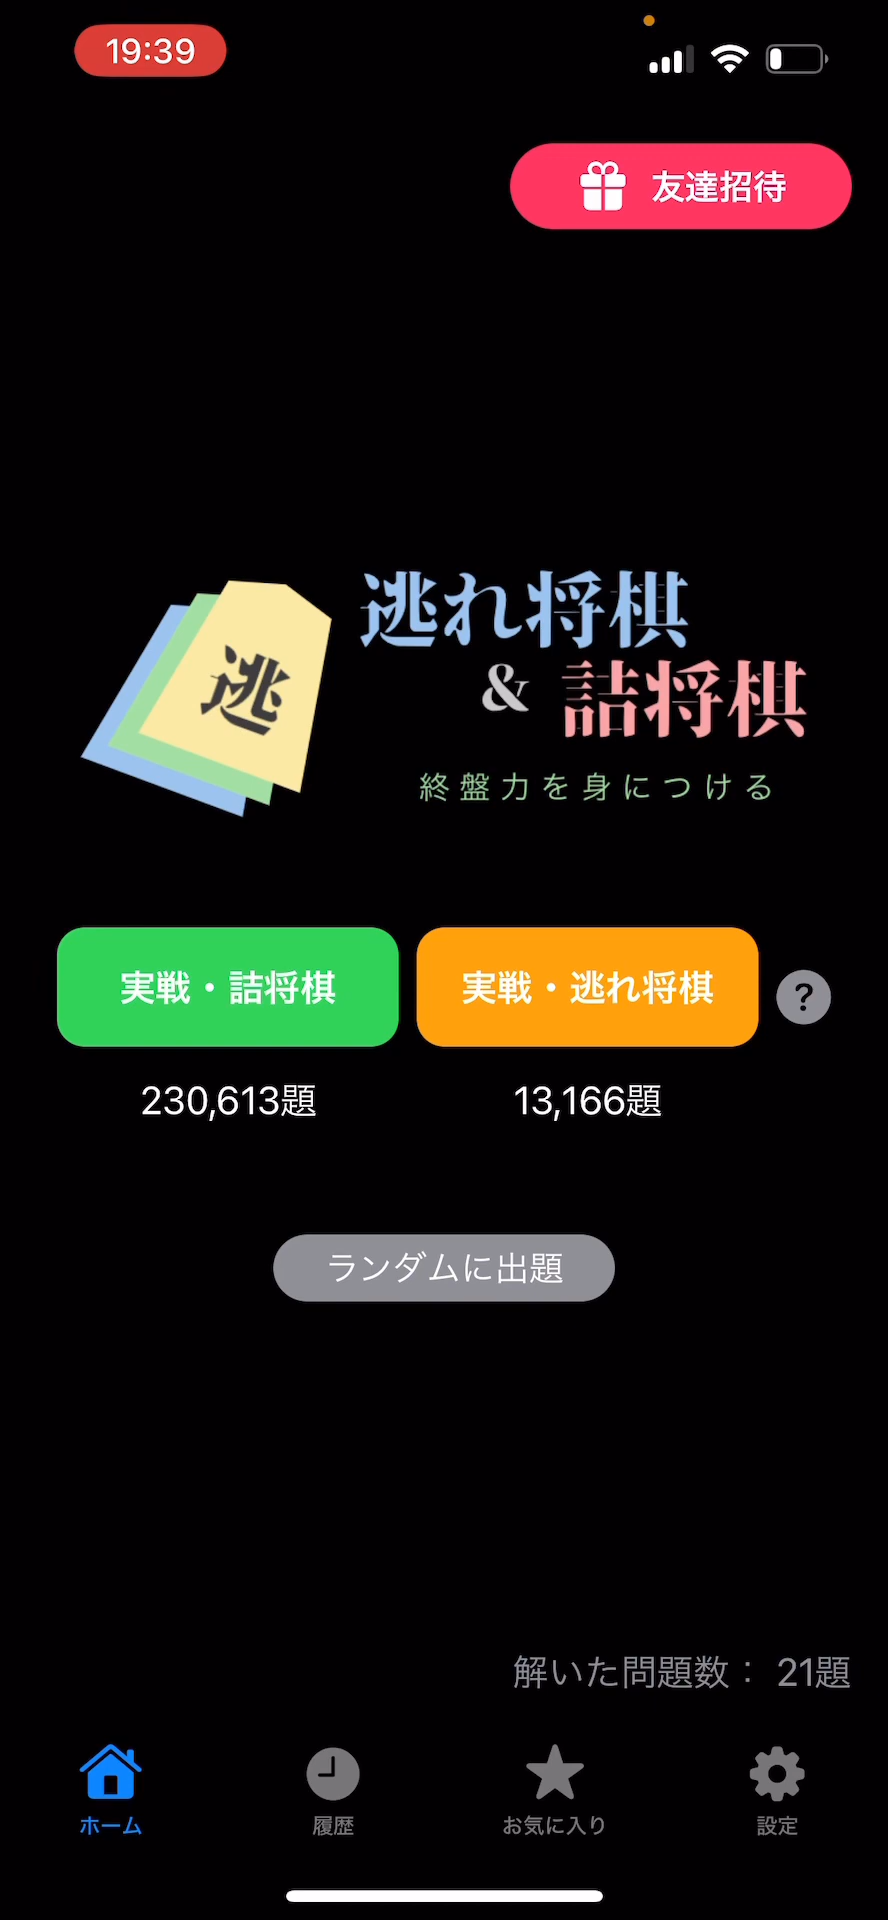 19:39
友達招待
逃
逃れ将棋
& 詰将棋
終盤力を身につける
実戦・詰将棋
実戦・逃れ将棋
?
230,613題
13,166題
ランダムに出題
解いた問題数： 21題
ホーム
履歴
お気に入り
設定